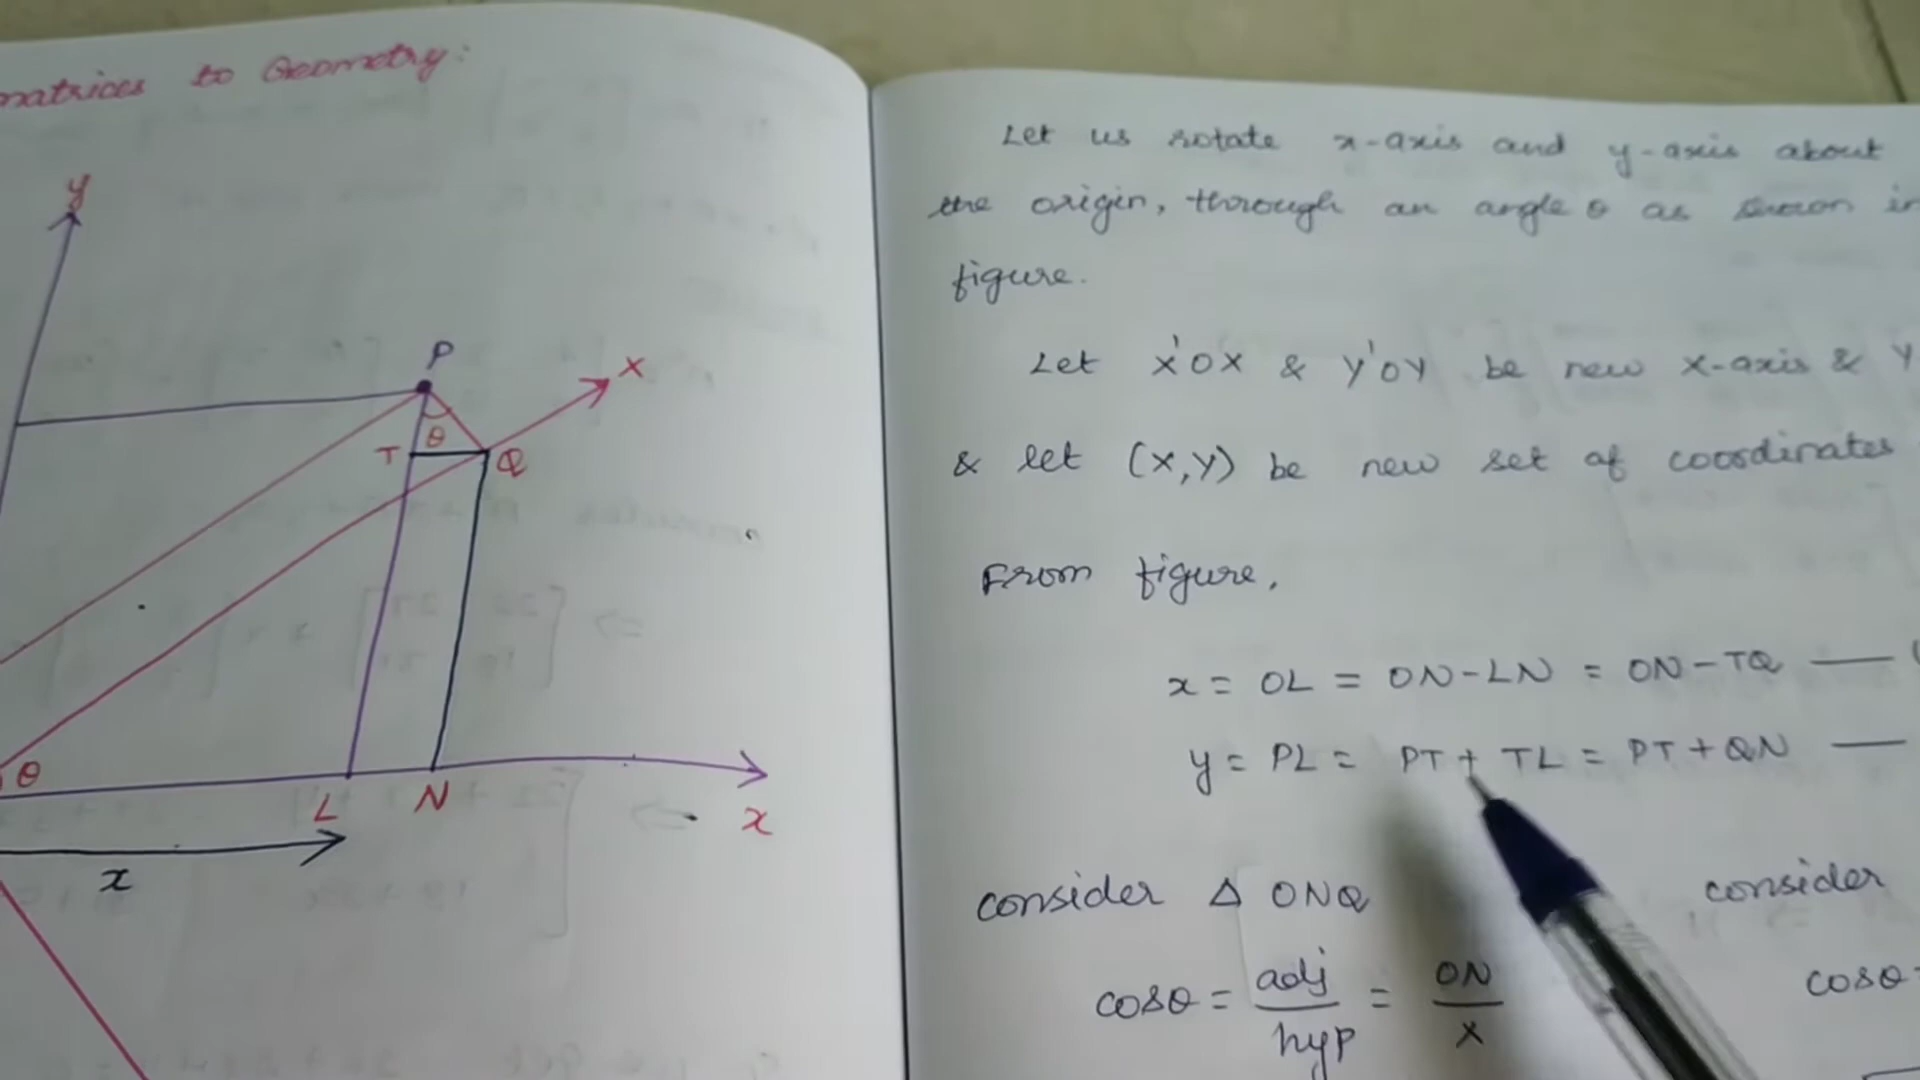 matrices to Geometry:
y
P
X
θ
T
Q
θ
L
N
x
x
Let us rotate x-axis and y-axis about
the origin, through an angle θ as shown in
figure.
Let X'OX & Y'OY be new X-axis & Y
& let (X,Y) be new set of coordinates
From figure,
x = OL = ON-LN = ON-TQ — (
y = PL = PT + TL = PT + QN —
consider Δ ONQ
consider
cosθ = adj/hyp = ON/X
cosθ